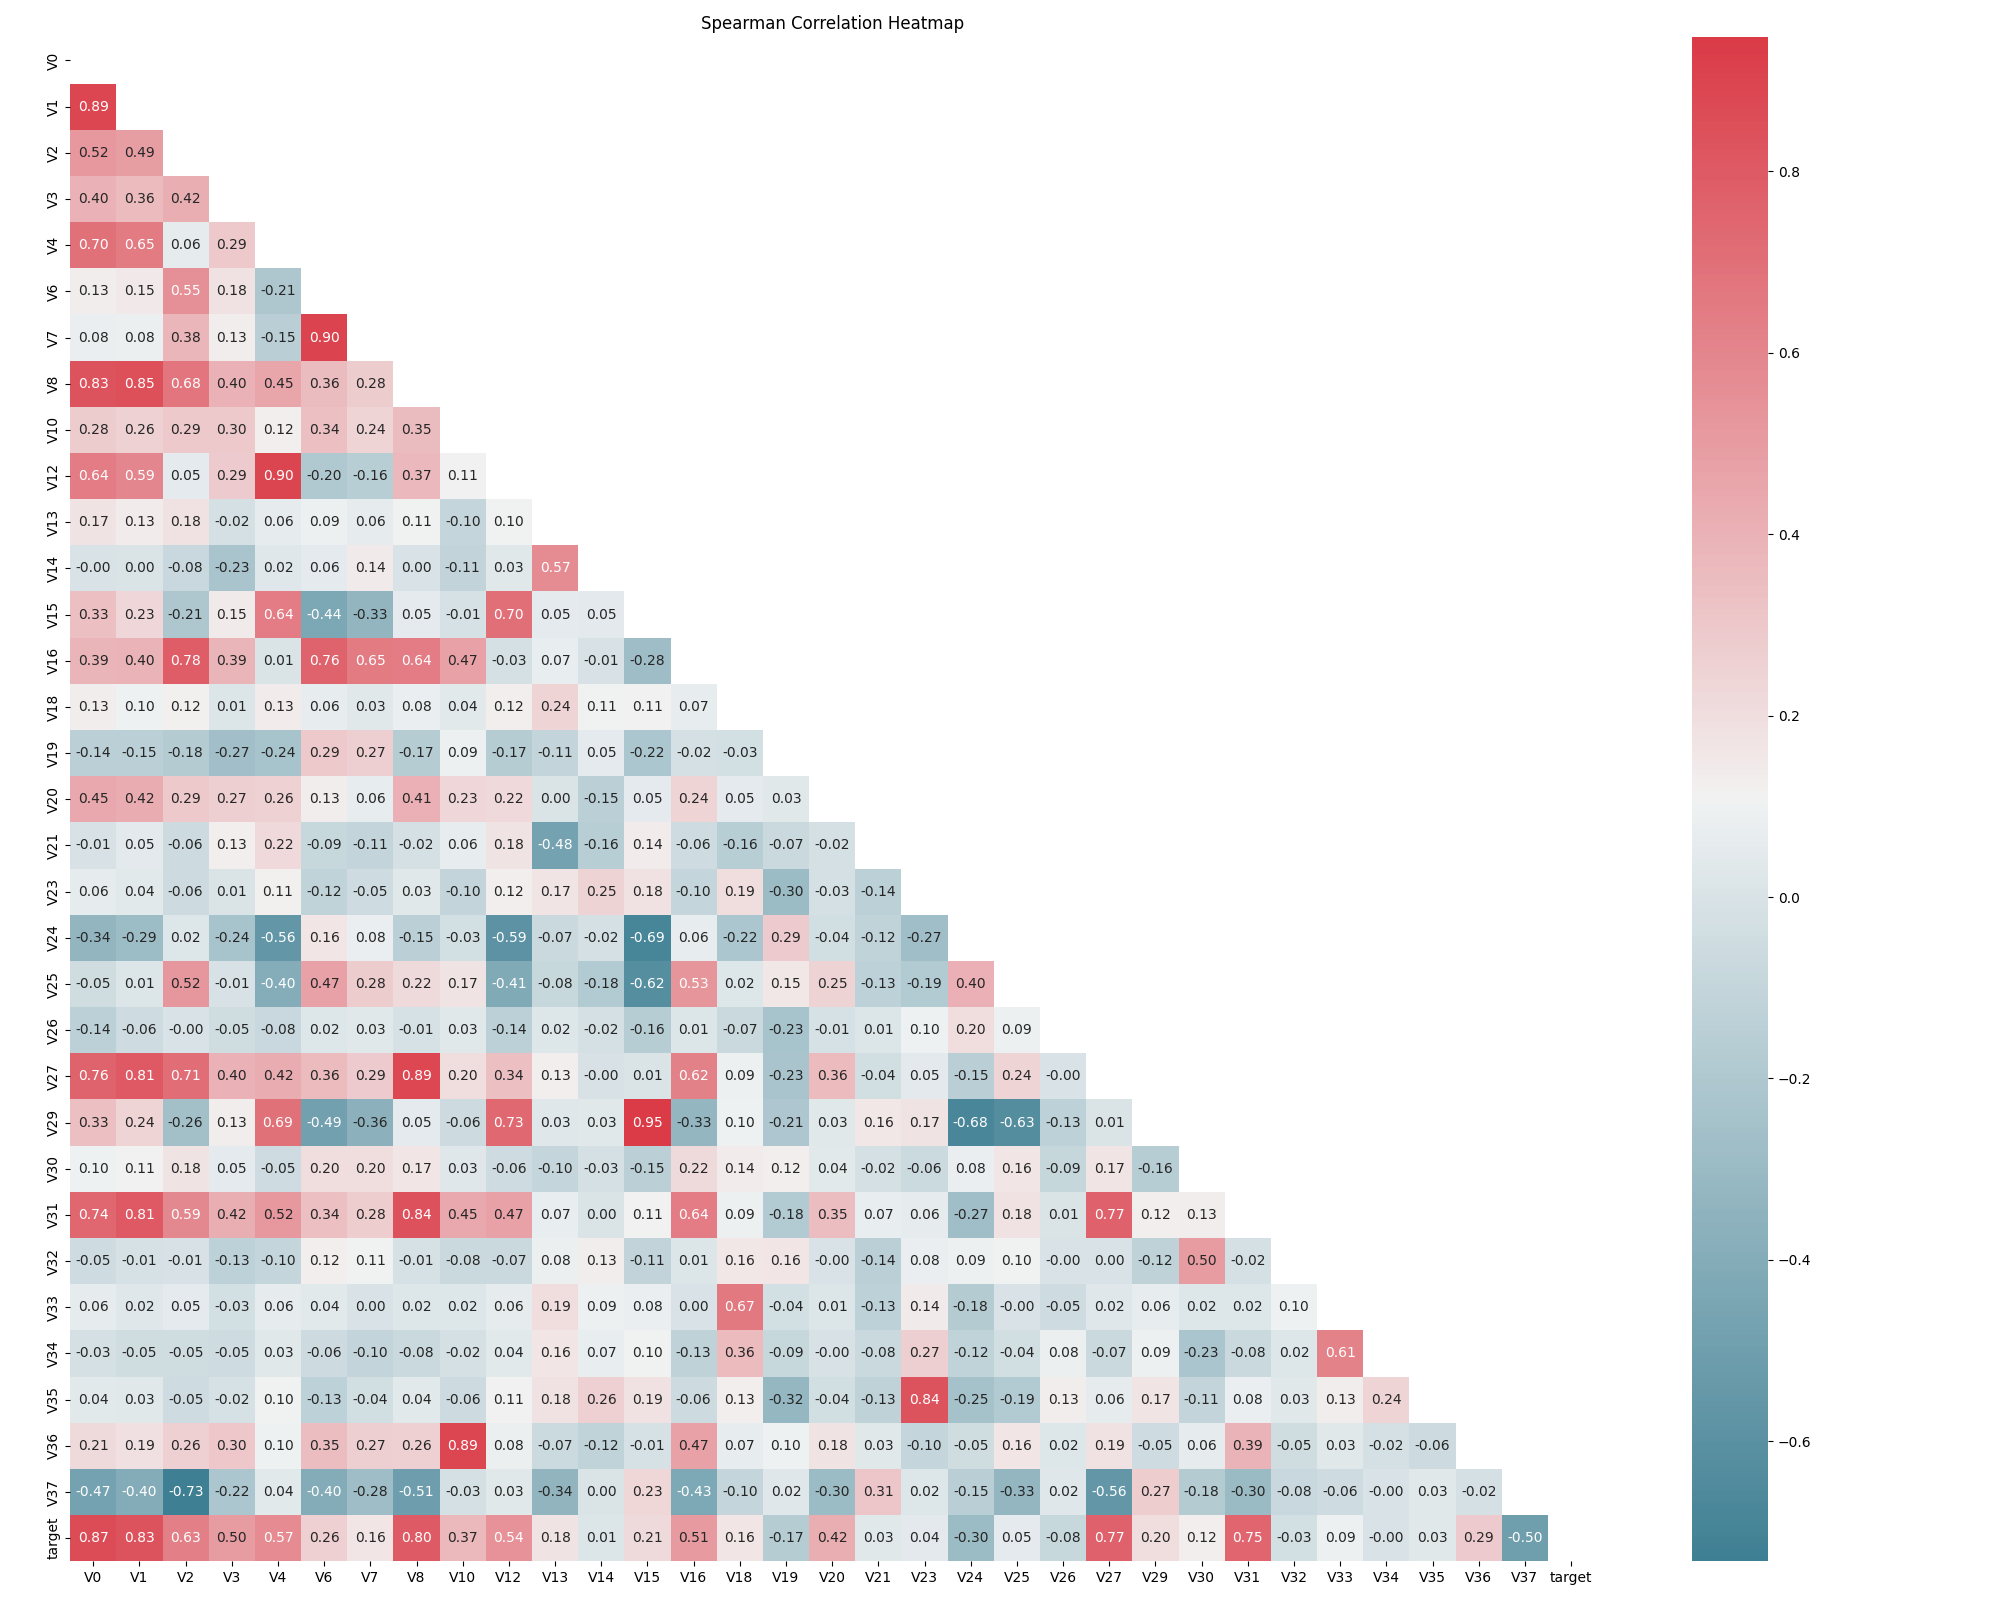 Spearman Correlation Heatmap
V0
V1 0.89
V2 0.52 0.49
V3 0.40 0.36 0.42
V4 0.70 0.65 0.06 0.29
V6 0.13 0.15 0.55 0.18 -0.21
V7 0.08 0.08 0.38 0.13 -0.15 0.90
V8 0.83 0.85 0.68 0.40 0.45 0.36 0.28
V10 0.28 0.26 0.29 0.30 0.12 0.34 0.24 0.35
V12 0.64 0.59 0.05 0.29 0.90 -0.20 -0.16 0.37 0.11
V13 0.17 0.13 0.18 -0.02 0.06 0.09 0.06 0.11 -0.10 0.10
V14 -0.00 0.00 -0.08 -0.23 0.02 0.06 0.14 0.00 -0.11 0.03 0.57
V15 0.33 0.23 -0.21 0.15 0.64 -0.44 -0.33 0.05 -0.01 0.70 0.05 0.05
V16 0.39 0.40 0.78 0.39 0.01 0.76 0.65 0.64 0.47 -0.03 0.07 -0.01 -0.28
V18 0.13 0.10 0.12 0.01 0.13 0.06 0.03 0.08 0.04 0.12 0.24 0.11 0.11 0.07
V19 -0.14 -0.15 -0.18 -0.27 -0.24 0.29 0.27 -0.17 0.09 -0.17 -0.11 0.05 -0.22 -0.02 -0.03
V20 0.45 0.42 0.29 0.27 0.26 0.13 0.06 0.41 0.23 0.22 0.00 -0.15 0.05 0.24 0.05 0.03
V21 -0.01 0.05 -0.06 0.13 0.22 -0.09 -0.11 -0.02 0.06 0.18 -0.48 -0.16 0.14 -0.06 -0.16 -0.07 -0.02
V23 0.06 0.04 -0.06 0.01 0.11 -0.12 -0.05 0.03 -0.10 0.12 0.17 0.25 0.18 -0.10 0.19 -0.30 -0.03 -0.14
V24 -0.34 -0.29 0.02 -0.24 -0.56 0.16 0.08 -0.15 -0.03 -0.59 -0.07 -0.02 -0.69 0.06 -0.22 0.29 -0.04 -0.12 -0.27
V25 -0.05 0.01 0.52 -0.01 -0.40 0.47 0.28 0.22 0.17 -0.41 -0.08 -0.18 -0.62 0.53 0.02 0.15 0.25 -0.13 -0.19 0.40
V26 -0.14 -0.06 -0.00 -0.05 -0.08 0.02 0.03 -0.01 0.03 -0.14 0.02 -0.02 -0.16 0.01 -0.07 -0.23 -0.01 0.01 0.10 0.20 0.09
V27 0.76 0.81 0.71 0.40 0.42 0.36 0.29 0.89 0.20 0.34 0.13 -0.00 0.01 0.62 0.09 -0.23 0.36 -0.04 0.05 -0.15 0.24 -0.00
V29 0.33 0.24 -0.26 0.13 0.69 -0.49 -0.36 0.05 -0.06 0.73 0.03 0.03 0.95 -0.33 0.10 -0.21 0.03 0.16 0.17 -0.68 -0.63 -0.13 0.01
V30 0.10 0.11 0.18 0.05 -0.05 0.20 0.20 0.17 0.03 -0.06 -0.10 -0.03 -0.15 0.22 0.14 0.12 0.04 -0.02 -0.06 0.08 0.16 -0.09 0.17 -0.16
V31 0.74 0.81 0.59 0.42 0.52 0.34 0.28 0.84 0.45 0.47 0.07 0.00 0.11 0.64 0.09 -0.18 0.35 0.07 0.06 -0.27 0.18 0.01 0.77 0.12 0.13
V32 -0.05 -0.01 -0.01 -0.13 -0.10 0.12 0.11 -0.01 -0.08 -0.07 0.08 0.13 -0.11 0.01 0.16 0.16 -0.00 -0.14 0.08 0.09 0.10 -0.00 0.00 -0.12 0.50 -0.02
V33 0.06 0.02 0.05 -0.03 0.06 0.04 0.00 0.02 0.02 0.06 0.19 0.09 0.08 0.00 0.67 -0.04 0.01 -0.13 0.14 -0.18 -0.00 -0.05 0.02 0.06 0.02 0.02 0.10
V34 -0.03 -0.05 -0.05 -0.05 0.03 -0.06 -0.10 -0.08 -0.02 0.04 0.16 0.07 0.10 -0.13 0.36 -0.09 -0.00 -0.08 0.27 -0.12 -0.04 0.08 -0.07 0.09 -0.23 -0.08 0.02 0.61
V35 0.04 0.03 -0.05 -0.02 0.10 -0.13 -0.04 0.04 -0.06 0.11 0.18 0.26 0.19 -0.06 0.13 -0.32 -0.04 -0.13 0.84 -0.25 -0.19 0.13 0.06 0.17 -0.11 0.08 0.03 0.13 0.24
V36 0.21 0.19 0.26 0.30 0.10 0.35 0.27 0.26 0.89 0.08 -0.07 -0.12 -0.01 0.47 0.07 0.10 0.18 0.03 -0.10 -0.05 0.16 0.02 0.19 -0.05 0.06 0.39 -0.05 0.03 -0.02 -0.06
V37 -0.47 -0.40 -0.73 -0.22 0.04 -0.40 -0.28 -0.51 -0.03 0.03 -0.34 0.00 0.23 -0.43 -0.10 0.02 -0.30 0.31 0.02 -0.15 -0.33 0.02 -0.56 0.27 -0.18 -0.30 -0.08 -0.06 -0.00 0.03 -0.02
target 0.87 0.83 0.63 0.50 0.57 0.26 0.16 0.80 0.37 0.54 0.18 0.01 0.21 0.51 0.16 -0.17 0.42 0.03 0.04 -0.30 0.05 -0.08 0.77 0.20 0.12 0.75 -0.03 0.09 -0.00 0.03 0.29 -0.50
V0 V1 V2 V3 V4 V6 V7 V8 V10 V12 V13 V14 V15 V16 V18 V19 V20 V21 V23 V24 V25 V26 V27 V29 V30 V31 V32 V33 V34 V35 V36 V37 target
0.8
0.6
0.4
0.2
0.0
−0.2
−0.4
−0.6